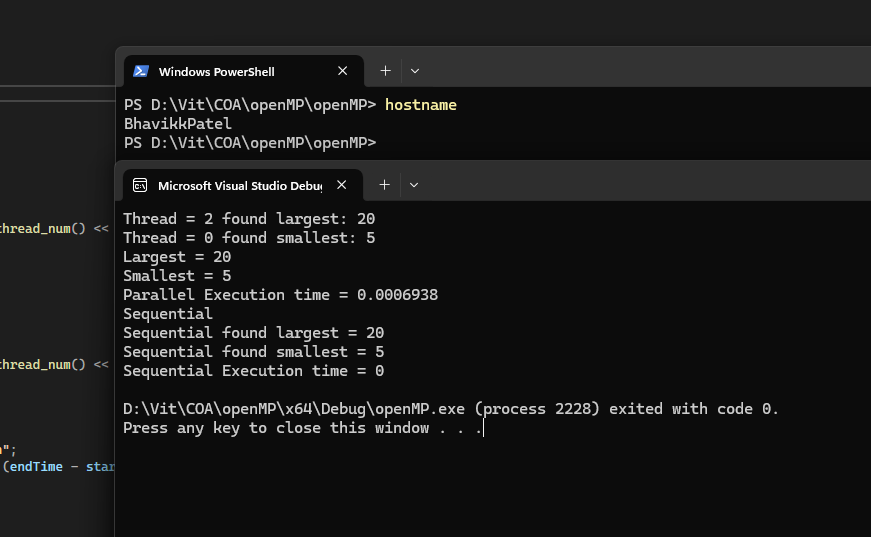 Windows PowerShell
PS D:\Vit\COA\openMP\openMP> hostname
BhavikkPatel
PS D:\Vit\COA\openMP\openMP>
Microsoft Visual Studio Debug
thread_num() <<
Thread = 2 found largest: 20
Thread = 0 found smallest: 5
Largest = 20
Smallest = 5
Parallel Execution time = 0.0006938
Sequential
Sequential found largest = 20
Sequential found smallest = 5
thread_num() <<
Sequential Execution time = 0
D:\Vit\COA\openMP\x64\Debug\openMP.exe (process 2228) exited with code 0.
Press any key to close this window . . .
";
(endTime - star